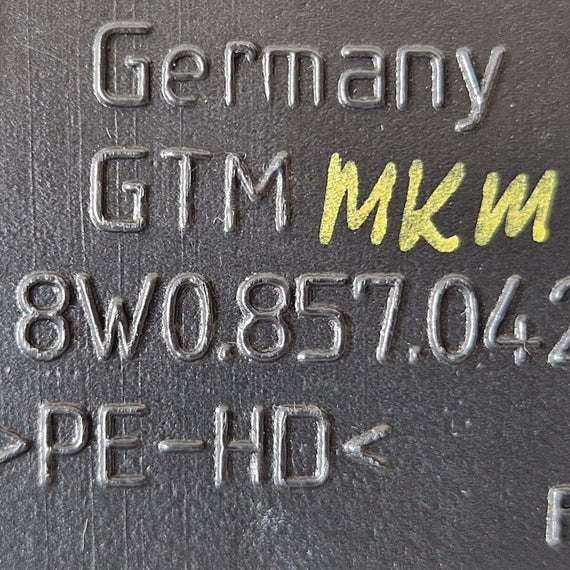 Germany
GTM MKM
8W0.857.042
>PE-HD<